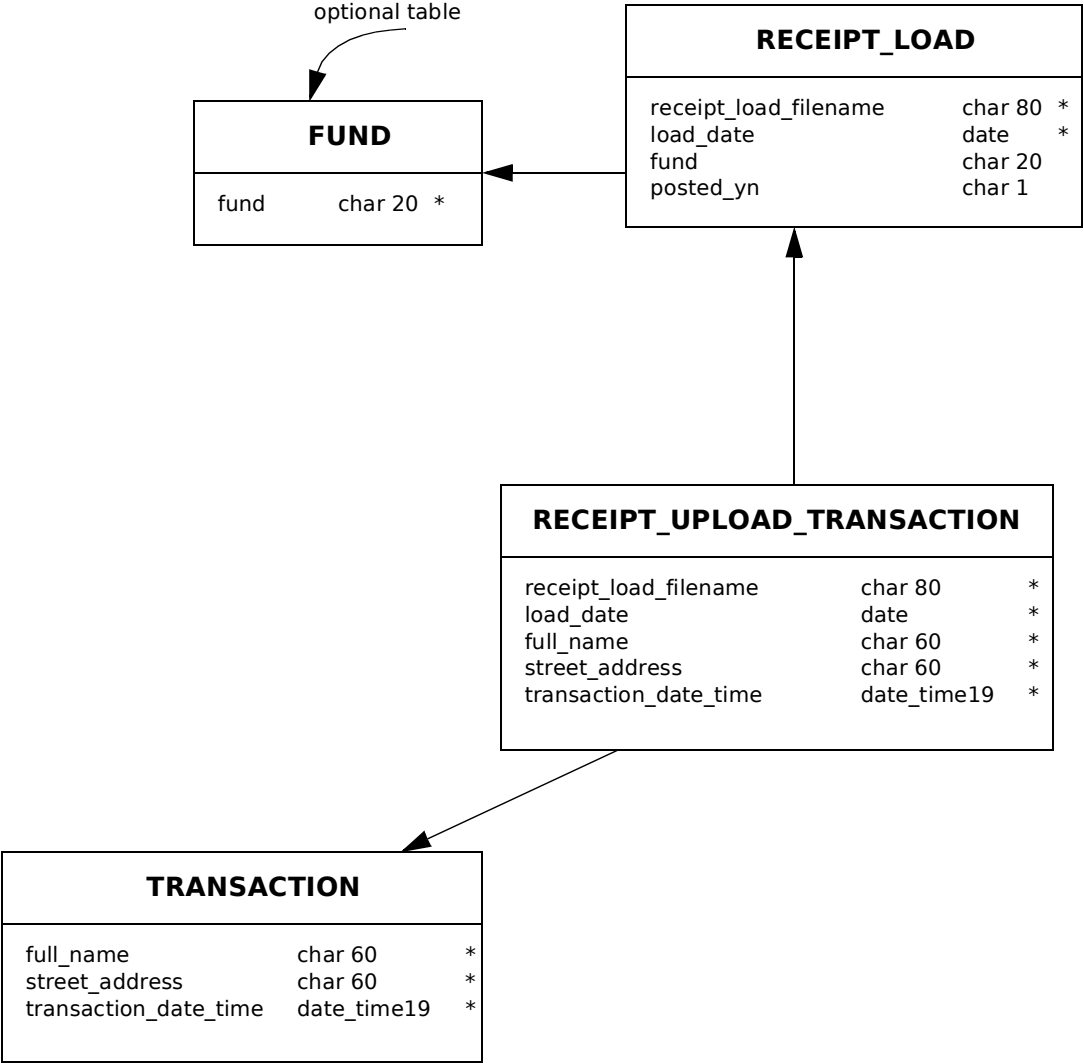 optional table
RECEIPT_LOAD
receipt_load_filename char 80 *
load_date date *
fund char 20
posted_yn char 1
FUND
fund char 20 *
RECEIPT_UPLOAD_TRANSACTION
receipt_load_filename char 80 *
load_date date *
full_name char 60 *
street_address char 60 *
transaction_date_time date_time19 *
TRANSACTION
full_name char 60 *
street_address char 60 *
transaction_date_time date_time19 *